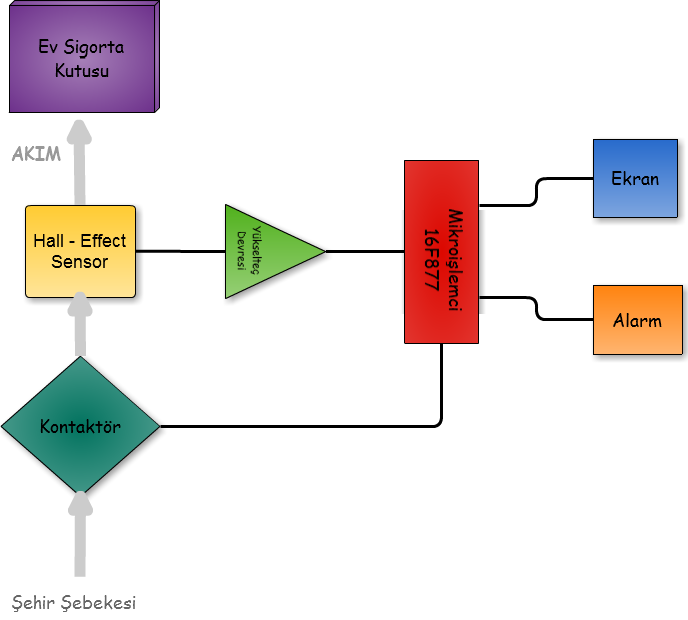 Ev Sigorta
Kutusu
AKIM
Hall - Effect
Sensor
Yükselteç
Devresi
Mikroişlemci
16F877
Ekran
Alarm
Kontaktör
Şehir Şebekesi